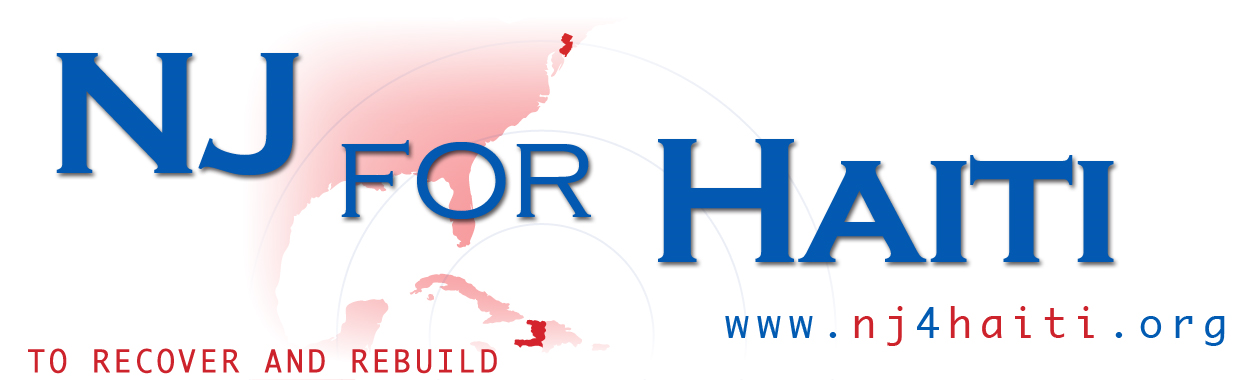 NJ FOR HAITI
www.nj4haiti.org
TO RECOVER AND REBUILD